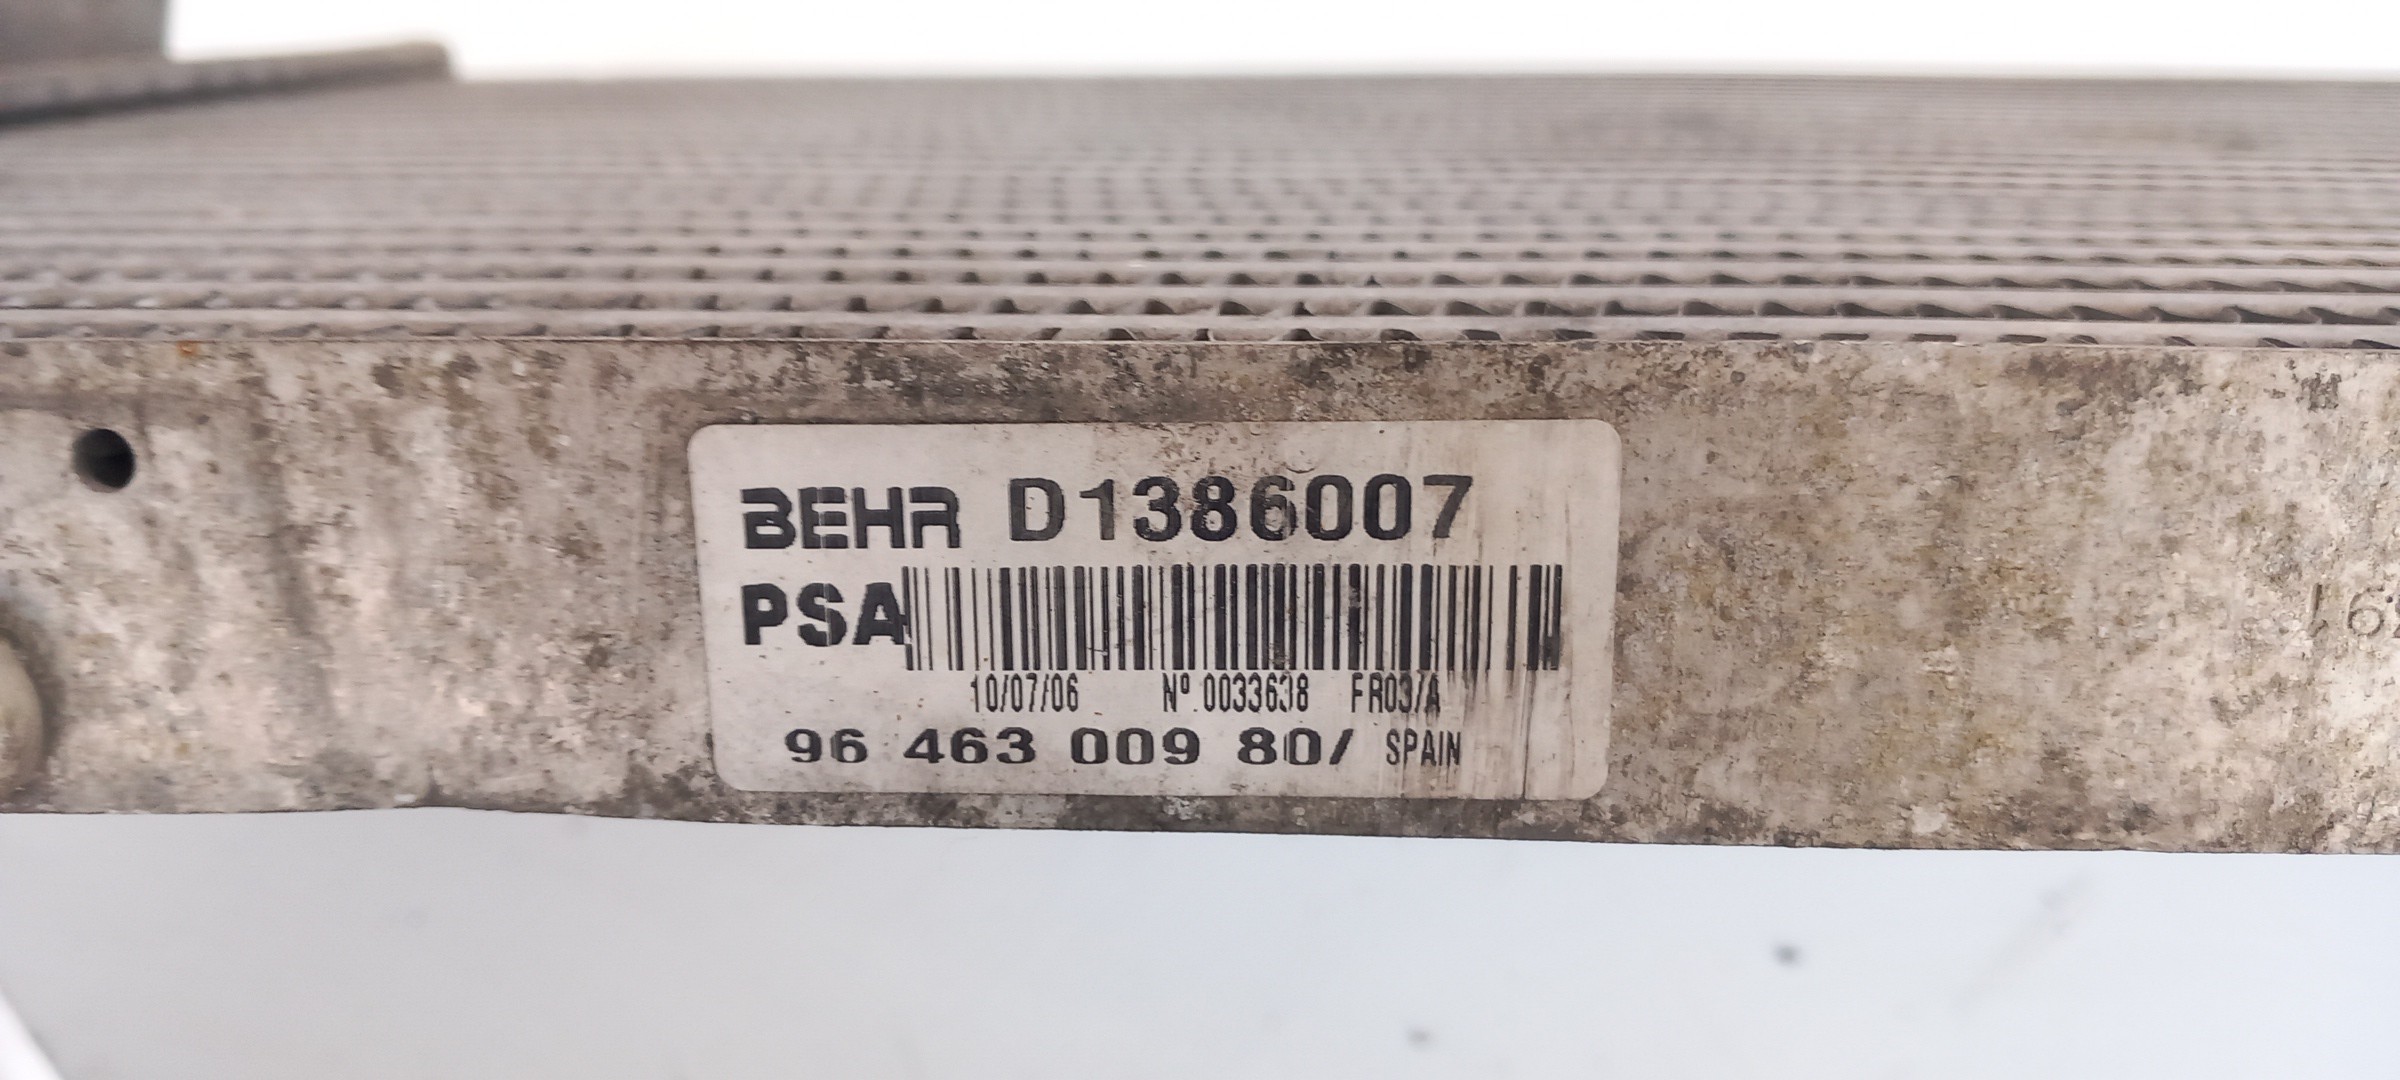 BEHR D1386007
PSA
10/07/06 Nº.0033638 FR03/A
96 463 009 80/ SPAIN